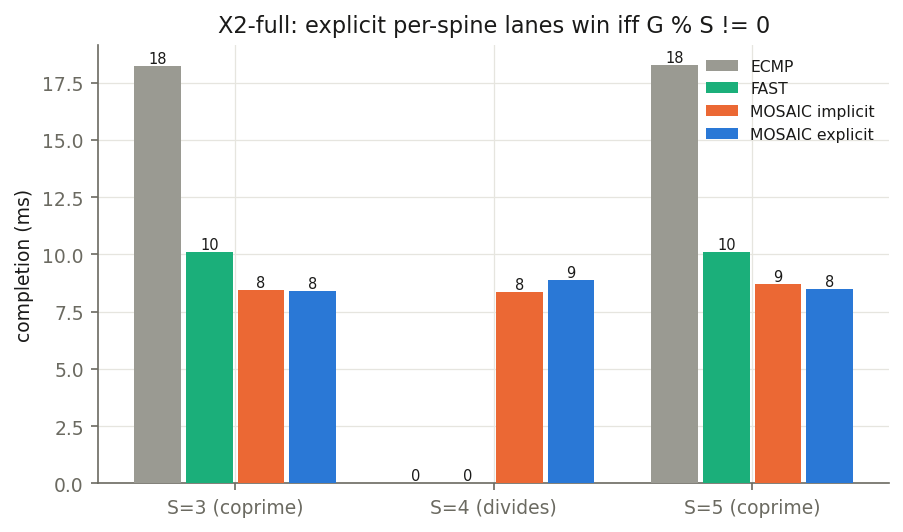 X2-full: explicit per-spine lanes win iff G % S != 0
ECMP
FAST
MOSAIC implicit
MOSAIC explicit
completion (ms)
17.5
15.0
12.5
10.0
7.5
5.0
2.5
0.0
18
10
8
8
0
0
8
9
18
10
9
8
S=3 (coprime)
S=4 (divides)
S=5 (coprime)